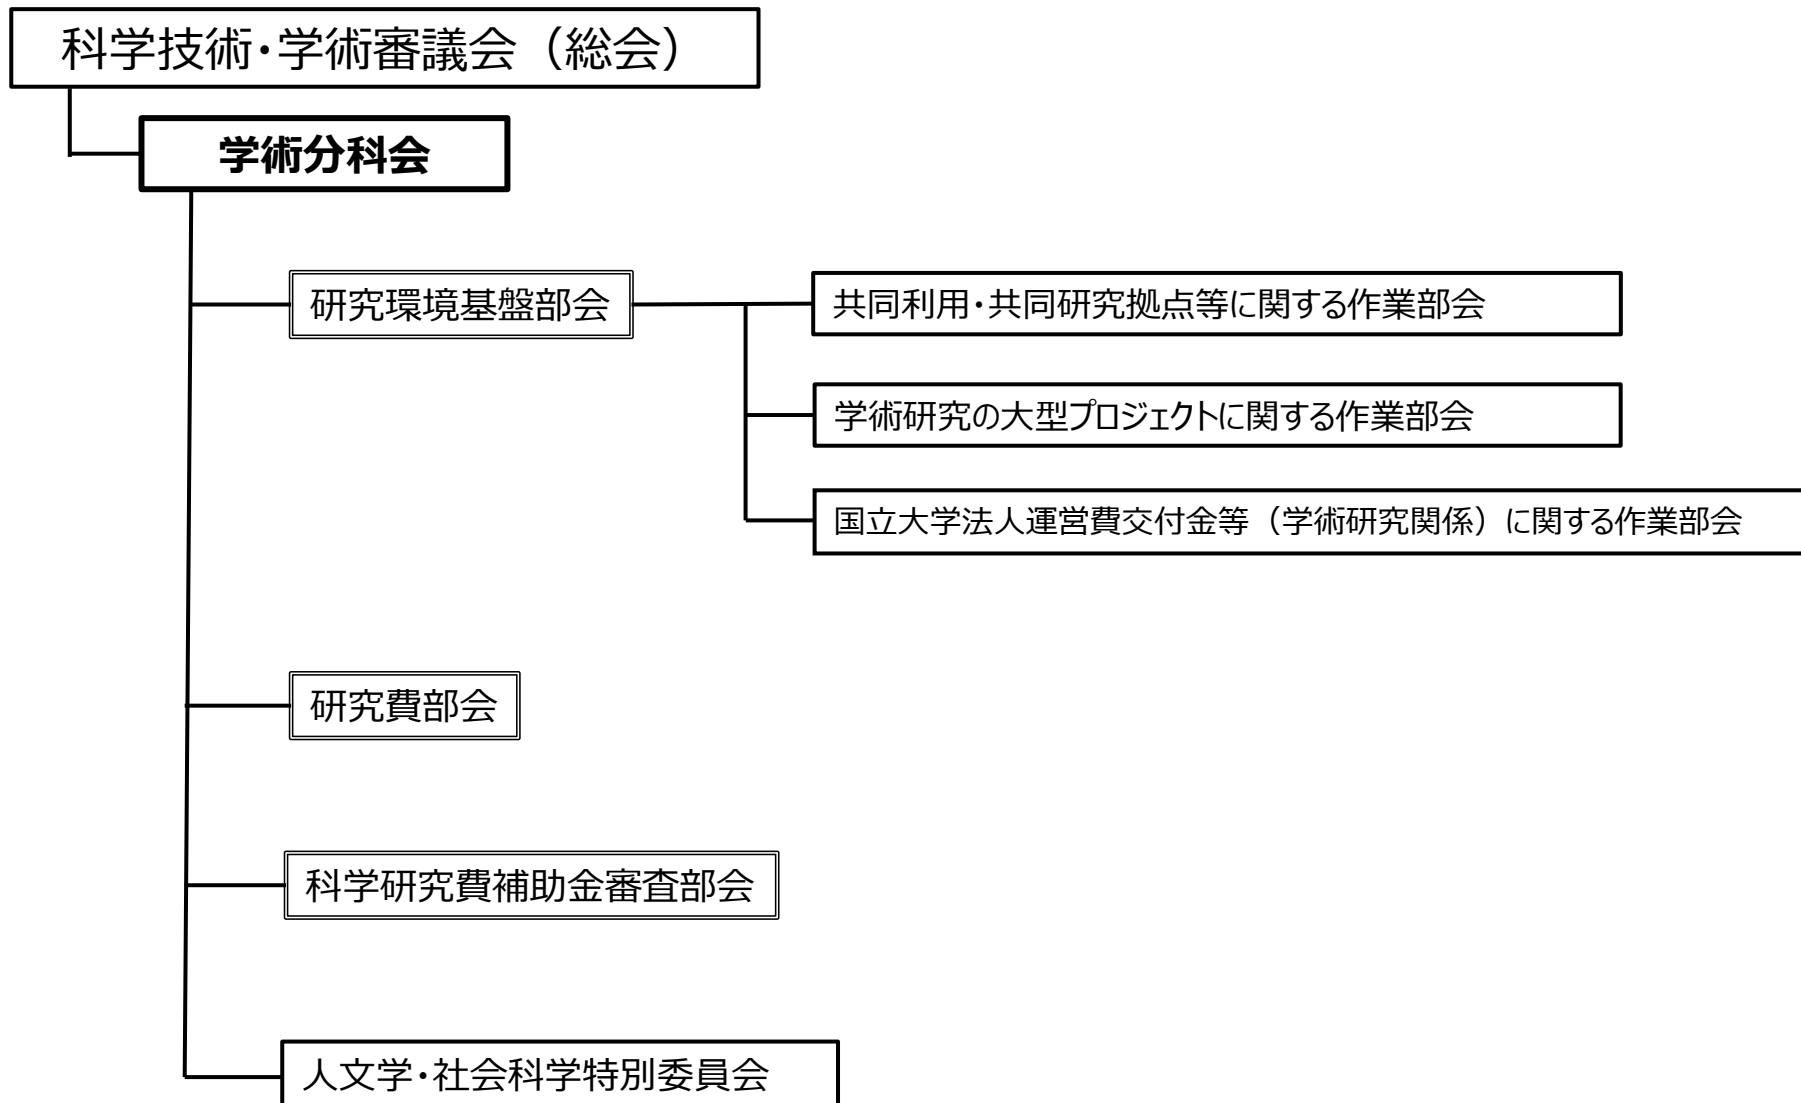 科学技術・学術審議会（総会）
学術分科会
研究環境基盤部会
共同利用・共同研究拠点等に関する作業部会
学術研究の大型プロジェクトに関する作業部会
国立大学法人運営費交付金等（学術研究関係）に関する作業部会
研究費部会
科学研究費補助金審査部会
人文学・社会科学特別委員会